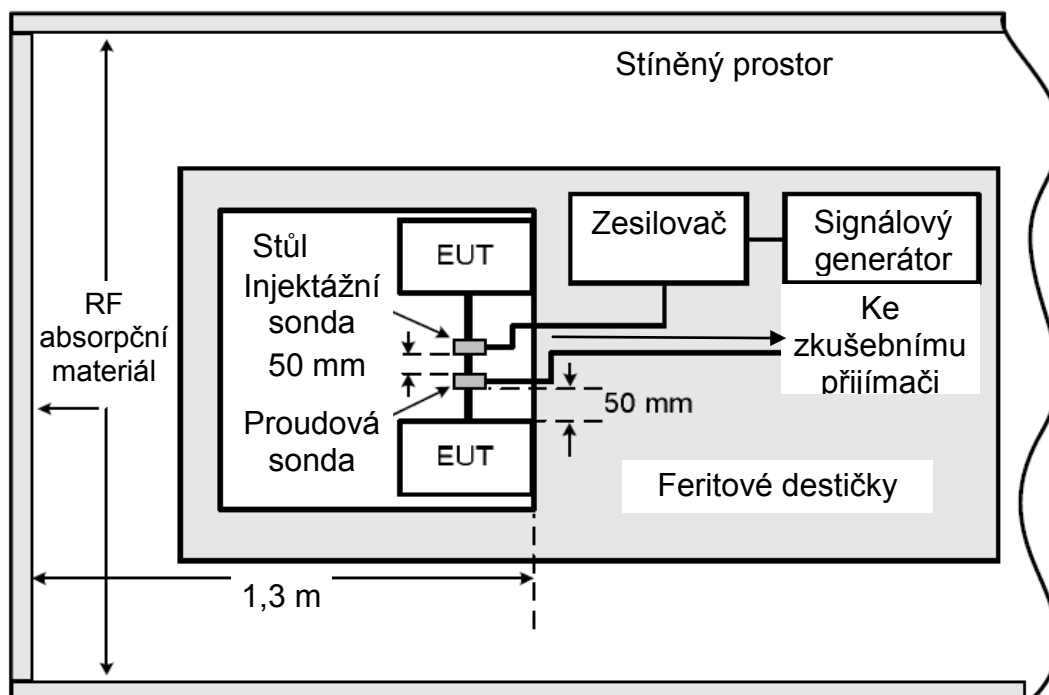 Stíněný prostor
RF
absorpční
materiál
Stůl
Injektážní
sonda
50 mm
Proudová
sonda
EUT
EUT
50 mm
Zesilovač
Signálový
generátor
Ke
zkušebnímu
přijímači
Feritové destičky
1,3 m